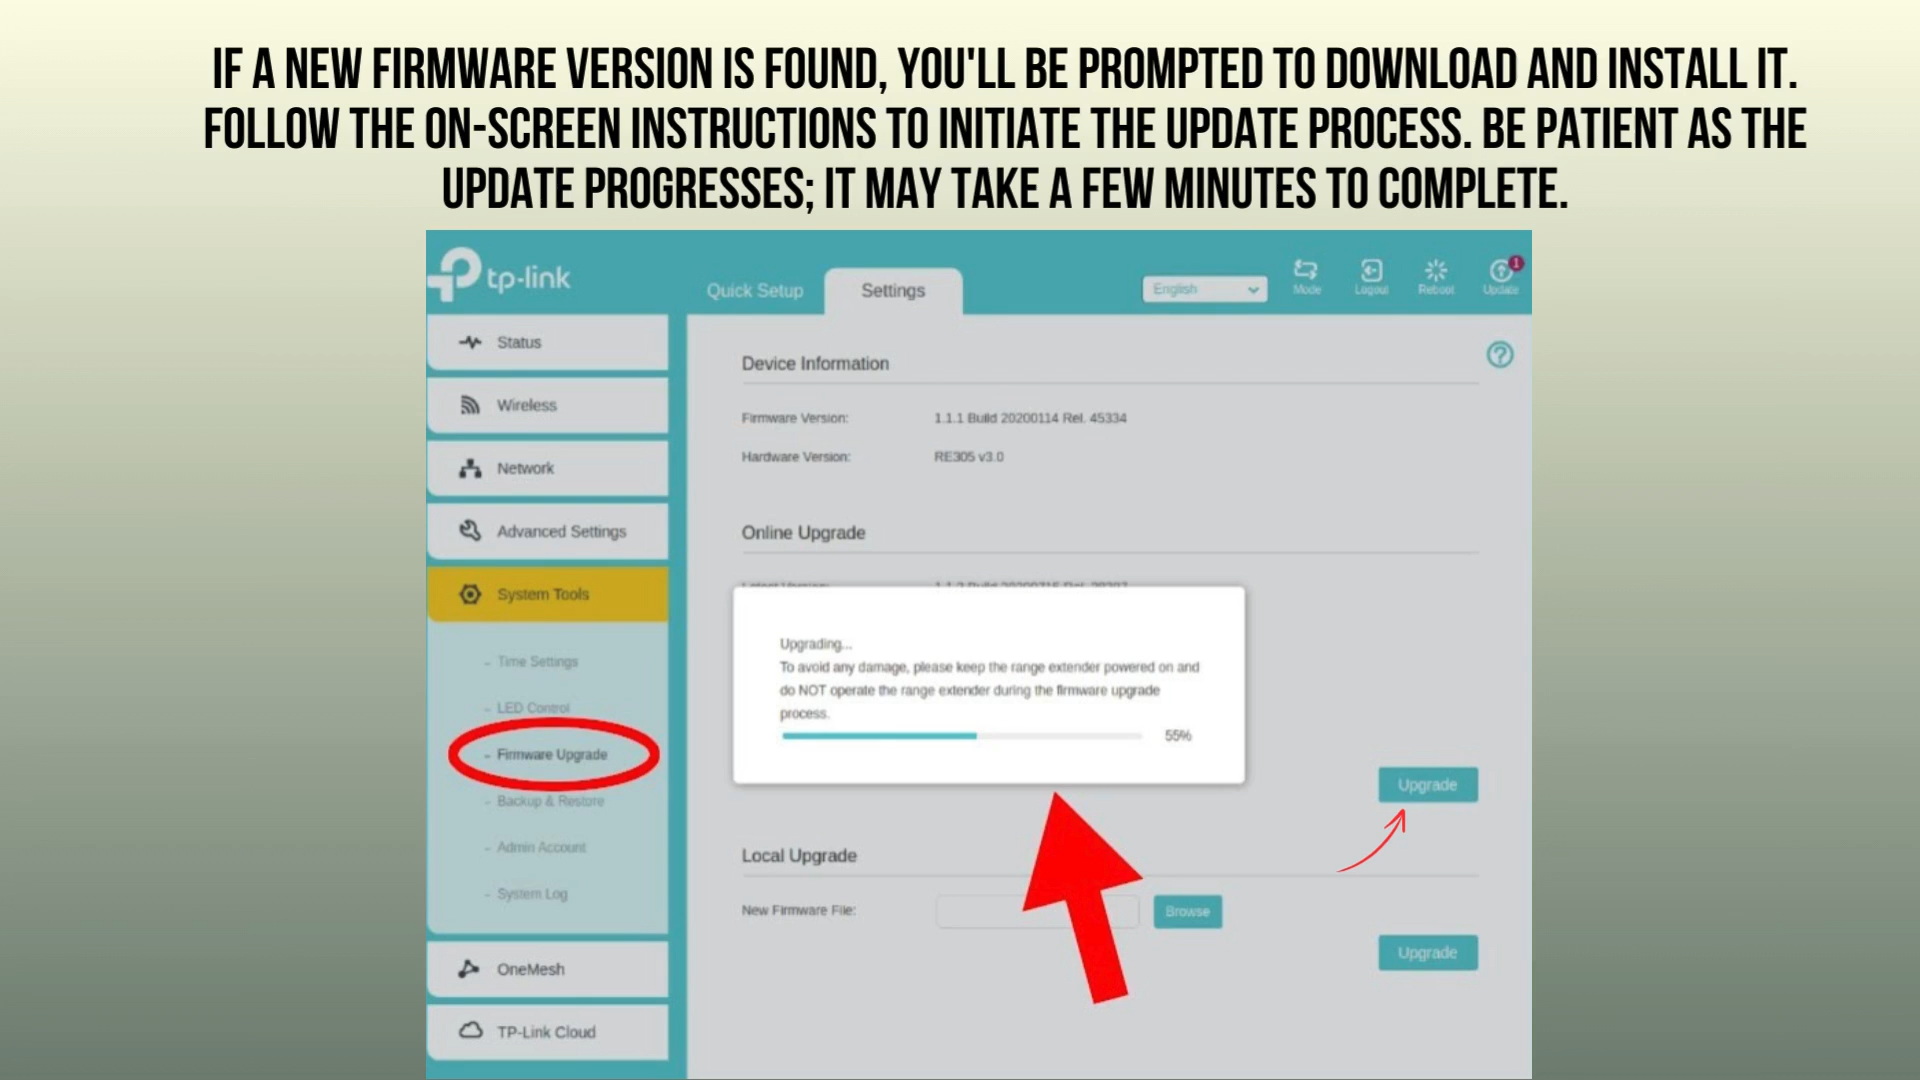 IF A NEW FIRMWARE VERSION IS FOUND, YOU'LL BE PROMPTED TO DOWNLOAD AND INSTALL IT.
FOLLOW THE ON-SCREEN INSTRUCTIONS TO INITIATE THE UPDATE PROCESS. BE PATIENT AS THE
UPDATE PROGRESSES; IT MAY TAKE A FEW MINUTES TO COMPLETE.
tp-link
Quick Setup
Settings
English
Mode
Logout
Reboot
Update
1
Status
Wireless
Network
Advanced Settings
System Tools
- Time Settings
- LED Control
- Firmware Upgrade
- Backup & Restore
- Admin Account
- System Log
OneMesh
TP-Link Cloud
Device Information
Firmware Version: 1.1.1 Build 20200114 Rel. 45334
Hardware Version: RE305 v3.0
Online Upgrade
Upgrading...
To avoid any damage, please keep the range extender powered on and
do NOT operate the range extender during the firmware upgrade
process.
55%
Upgrade
Local Upgrade
New Firmware File:
Browse
Upgrade